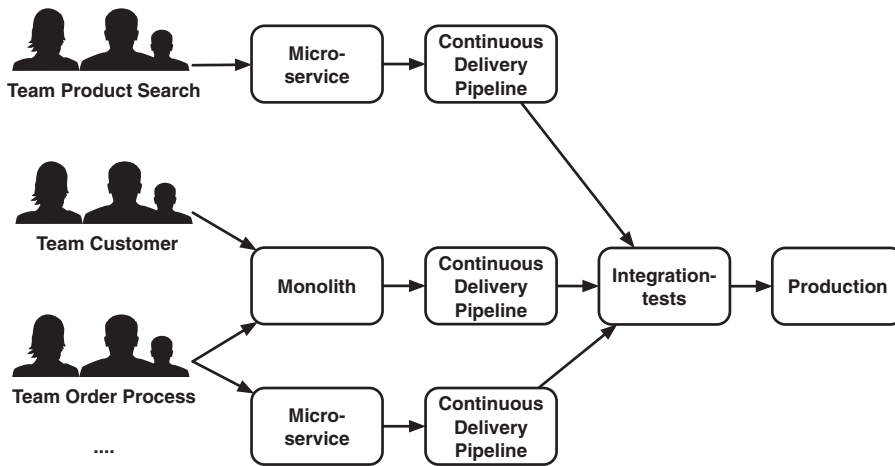 Team Product Search
Micro-
service
Continuous
Delivery
Pipeline
Team Customer
Monolith
Continuous
Delivery
Pipeline
Integration-
tests
Production
Team Order Process
Micro-
service
Continuous
Delivery
Pipeline
....